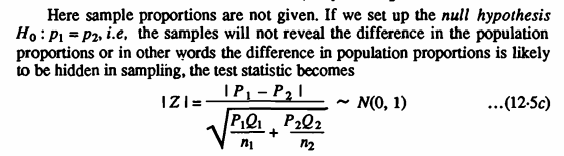 Here sample proportions are not given. If we set up the null hypothesis
H₀ : p₁ = p₂, i.e, the samples will not reveal the difference in the population
proportions or in other words the difference in population proportions is likely
to be hidden in sampling, the test statistic becomes
| Z | = | P₁ – P₂ | / √(P₁Q₁/n₁ + P₂Q₂/n₂) ~ N(0, 1) ...(12·5c)